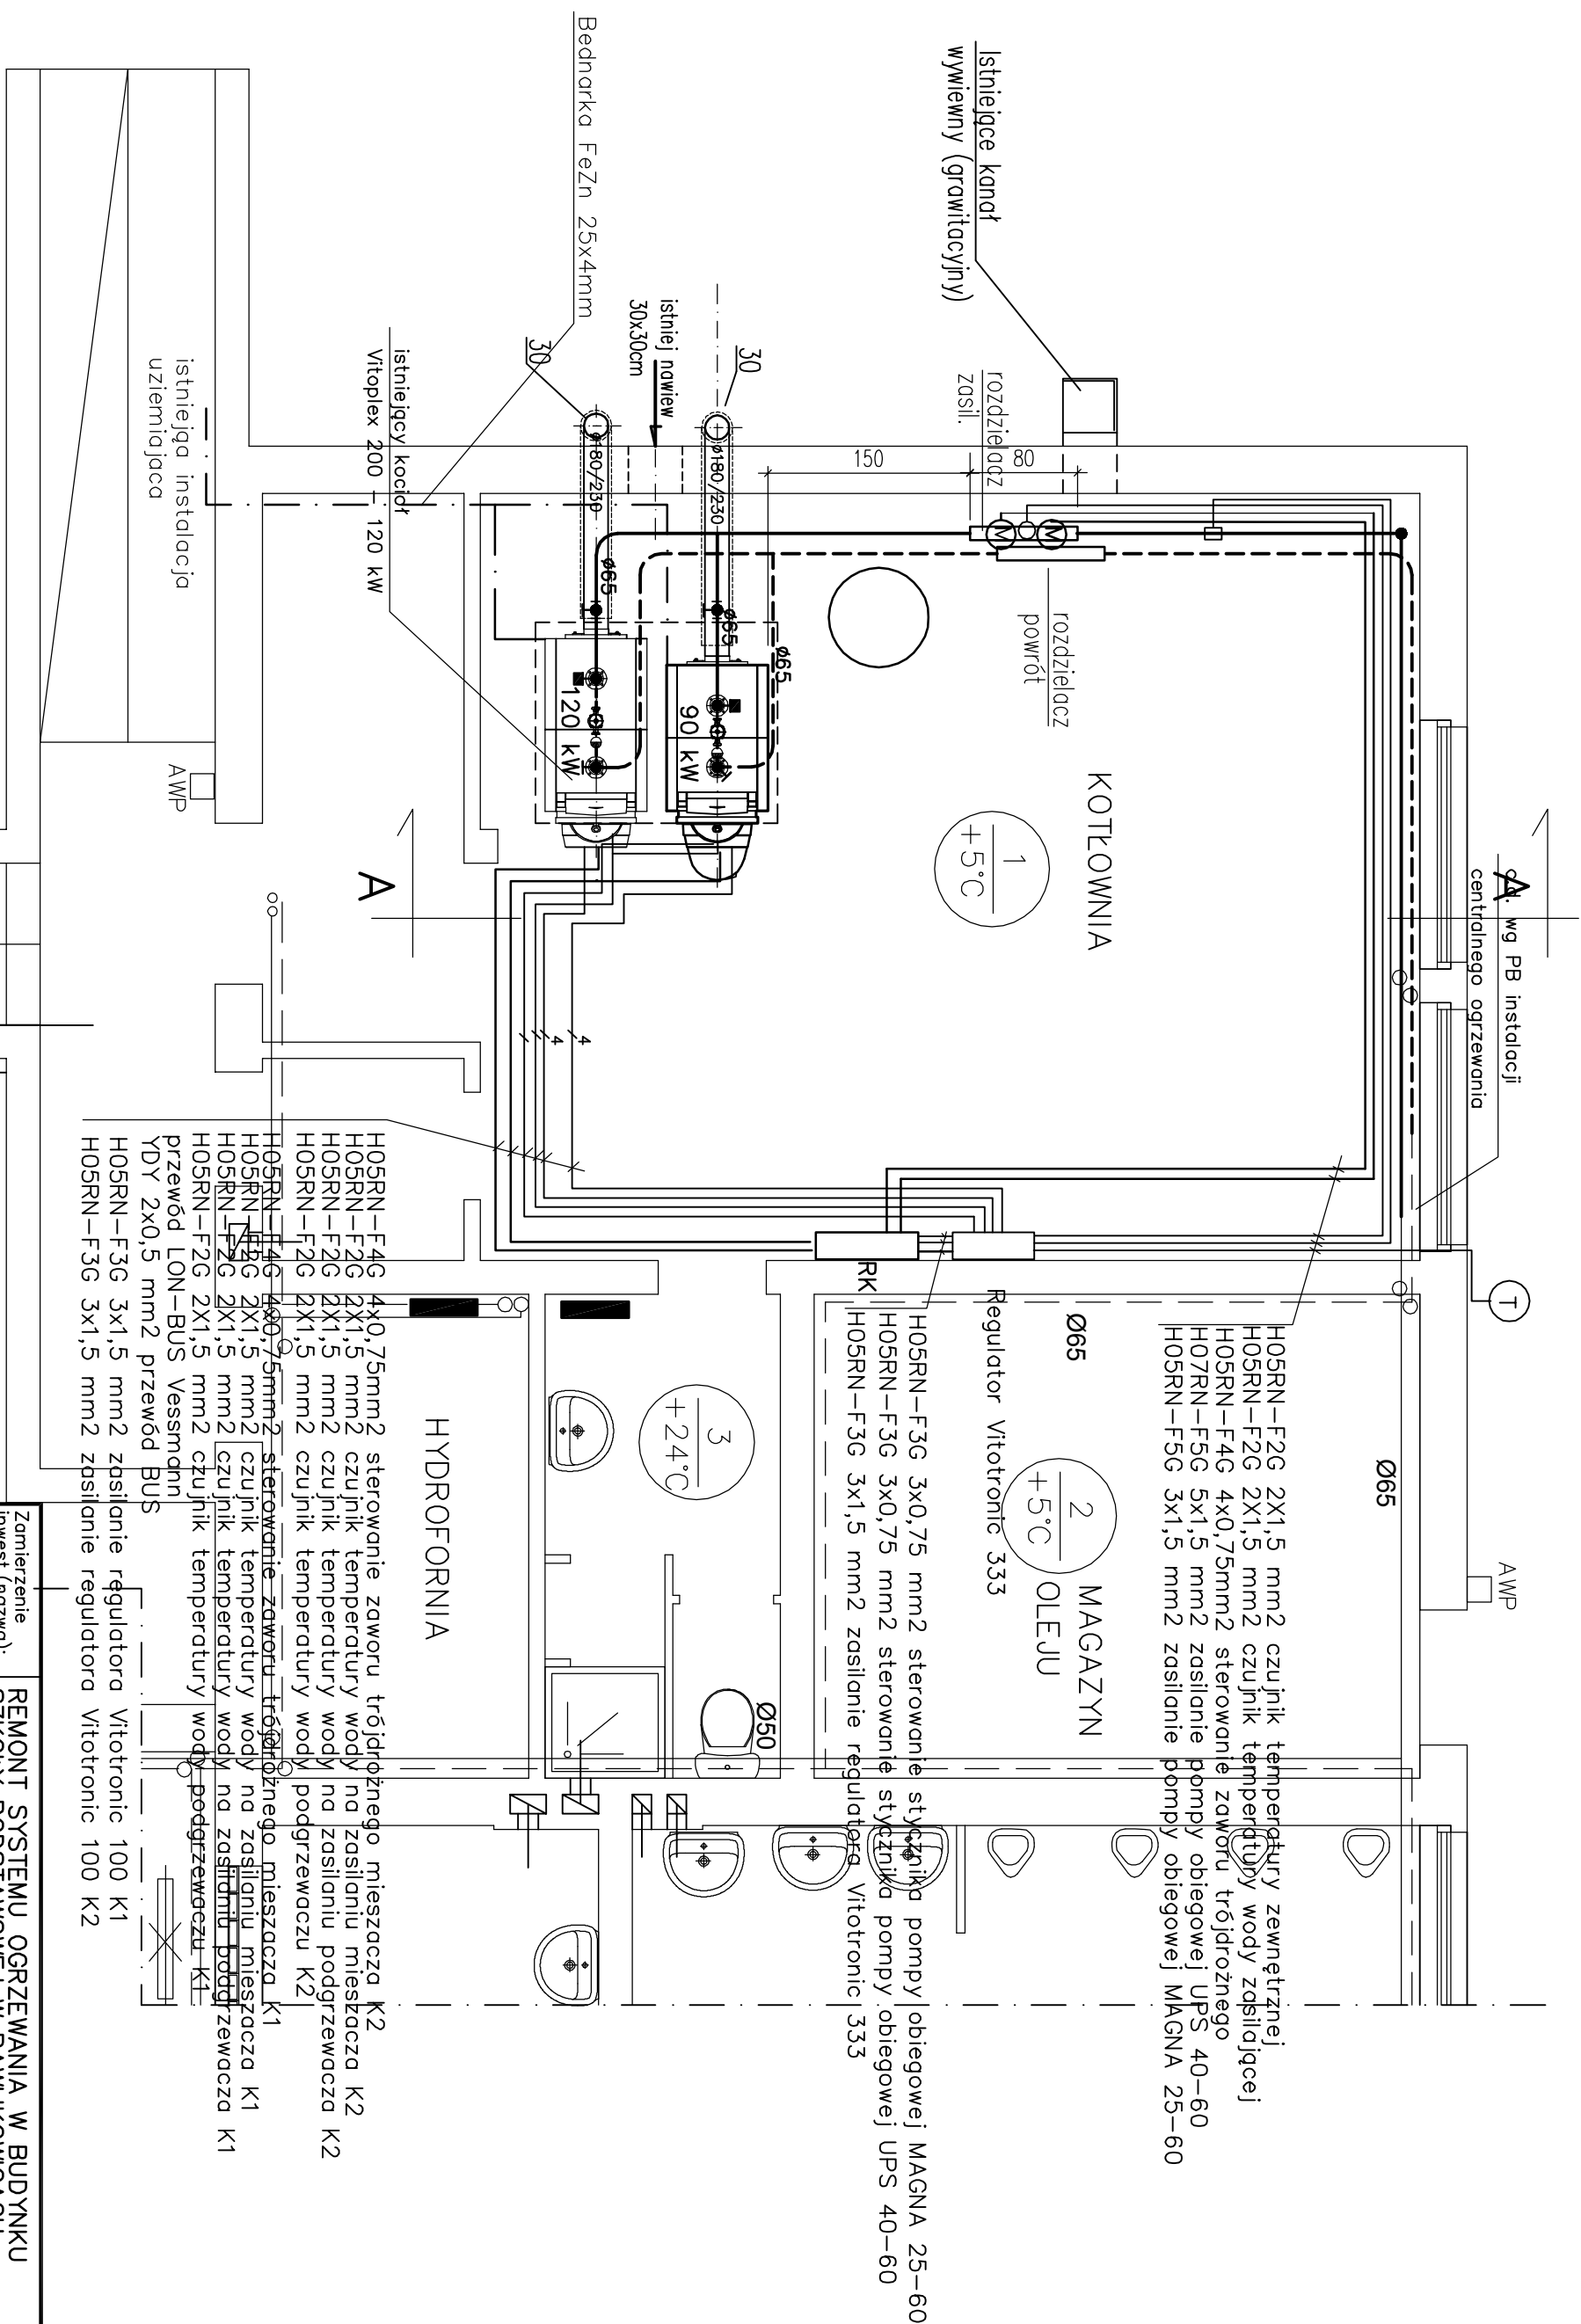 Istniejące kanał
wywiewny (grawitacyjny)
Bednarka FeZn 25x4mm
istniej nawiew
30x30cm
30
30
istniejący kocioł
Vitoplex 200 - 120 kW
istniejąa instalacja
uziemiajaca
rozdzielacz
zasil.
150
80
ø180/230
ø180/230
M
M
rozdzielacz
powrót
ø65
ø65
ø65
120 kW
90 kW
AWP
KOTŁOWNIA
1
+5°C
A
A
c.d. wg PB instalacji
centralnego ogrzewania
4
4
T
RK
Regulator Vitotronic 333
Ø65
Ø65
AWP
2
+5°C
MAGAZYN
OLEJU
3
+24°C
Ø50
HYDROFORNIA
H05RN-F2G 2X1,5 mm2 czujnik temperatury zewnętrznej
H05RN-F2G 2X1,5 mm2 czujnik temperatury wody zasilającej
H05RN-F4G 4x0,75mm2 sterowanie zaworu trójdrożnego
H07RN-F5G 5x1,5 mm2 zasilanie pompy obiegowej UPS 40-60
H05RN-F5G 3x1,5 mm2 zasilanie pompy obiegowej MAGNA 25-60
H05RN-F3G 3x0,75 mm2 sterowanie stycznika pompy obiegowej MAGNA 25-60
H05RN-F3G 3x0,75 mm2 sterowanie stycznika pompy obiegowej UPS 40-60
H05RN-F3G 3x1,5 mm2 zasilanie regulatora Vitotronic 333
H05RN-F4G 4x0,75mm2 sterowanie zaworu trójdrożnego mieszacza K2
H05RN-F2G 2X1,5 mm2 czujnik temperatury wody na zasilaniu mieszacza K2
H05RN-F2G 2X1,5 mm2 czujnik temperatury wody na zasilaniu podgrzewacza K2
H05RN-F2G 2X1,5 mm2 czujnik temperatury wody podgrzewaczu K2
H05RN-F4G 4x0,75mm2 sterowanie zaworu trójdrożnego mieszacza K1
H05RN-F2G 2X1,5 mm2 czujnik temperatury wody na zasilaniu mieszacza K1
H05RN-F2G 2X1,5 mm2 czujnik temperatury wody na zasilaniu podgrzewacza K1
H05RN-F2G 2X1,5 mm2 czujnik temperatury wody podgrzewaczu K1
przewód LON-BUS Vessmann
YDY 2x0,5 mm2 przewód BUS
H05RN-F3G 3x1,5 mm2 zasilanie regulatora Vitotronic 100 K1
H05RN-F3G 3x1,5 mm2 zasilanie regulatora Vitotronic 100 K2
Zamierzenie
inwest.(nazwa):
REMONT SYSTEMU OGRZEWANIA W BUDYNKU
SZKOŁY PODSTAWOWEJ W PAWLIKOWICACH